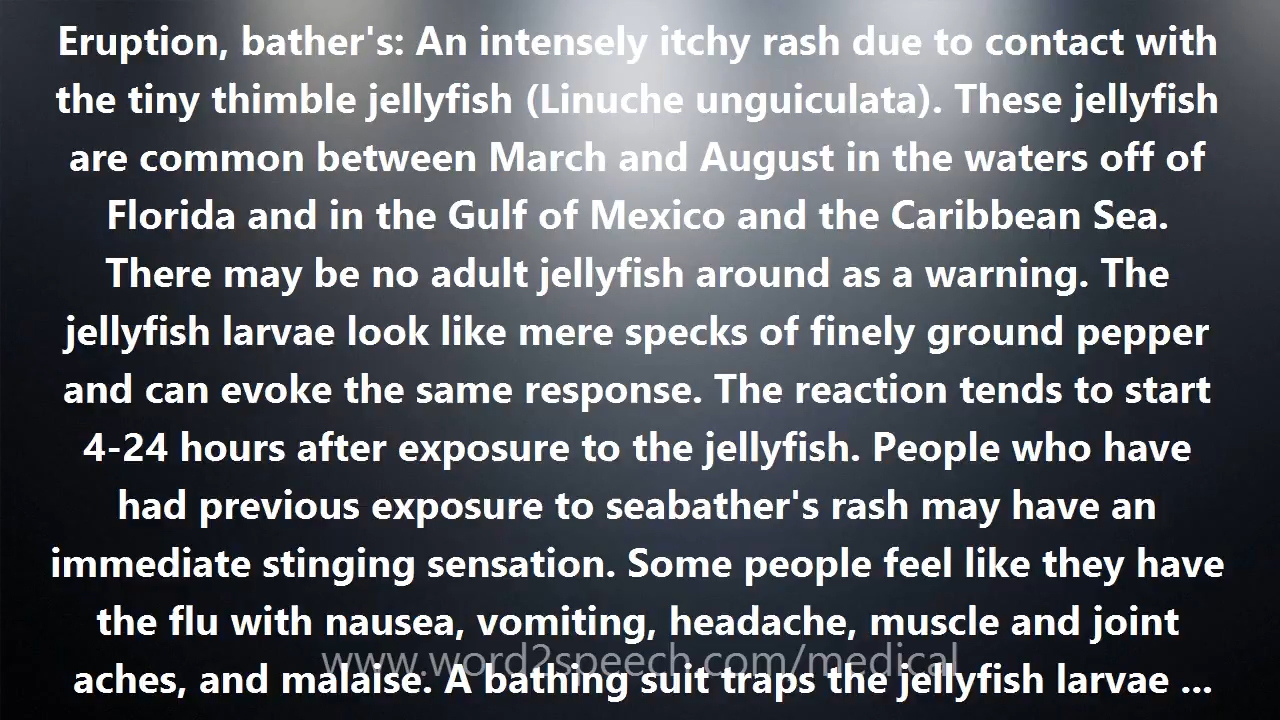 Eruption, bather's: An intensely itchy rash due to contact with
the tiny thimble jellyfish (Linuche unguiculata). These jellyfish
are common between March and August in the waters off of
Florida and in the Gulf of Mexico and the Caribbean Sea.
There may be no adult jellyfish around as a warning. The
jellyfish larvae look like mere specks of finely ground pepper
and can evoke the same response. The reaction tends to start
4-24 hours after exposure to the jellyfish. People who have
had previous exposure to seabather's rash may have an
immediate stinging sensation. Some people feel like they have
the flu with nausea, vomiting, headache, muscle and joint
www.word2speech.com/medical
aches, and malaise. A bathing suit traps the jellyfish larvae ...